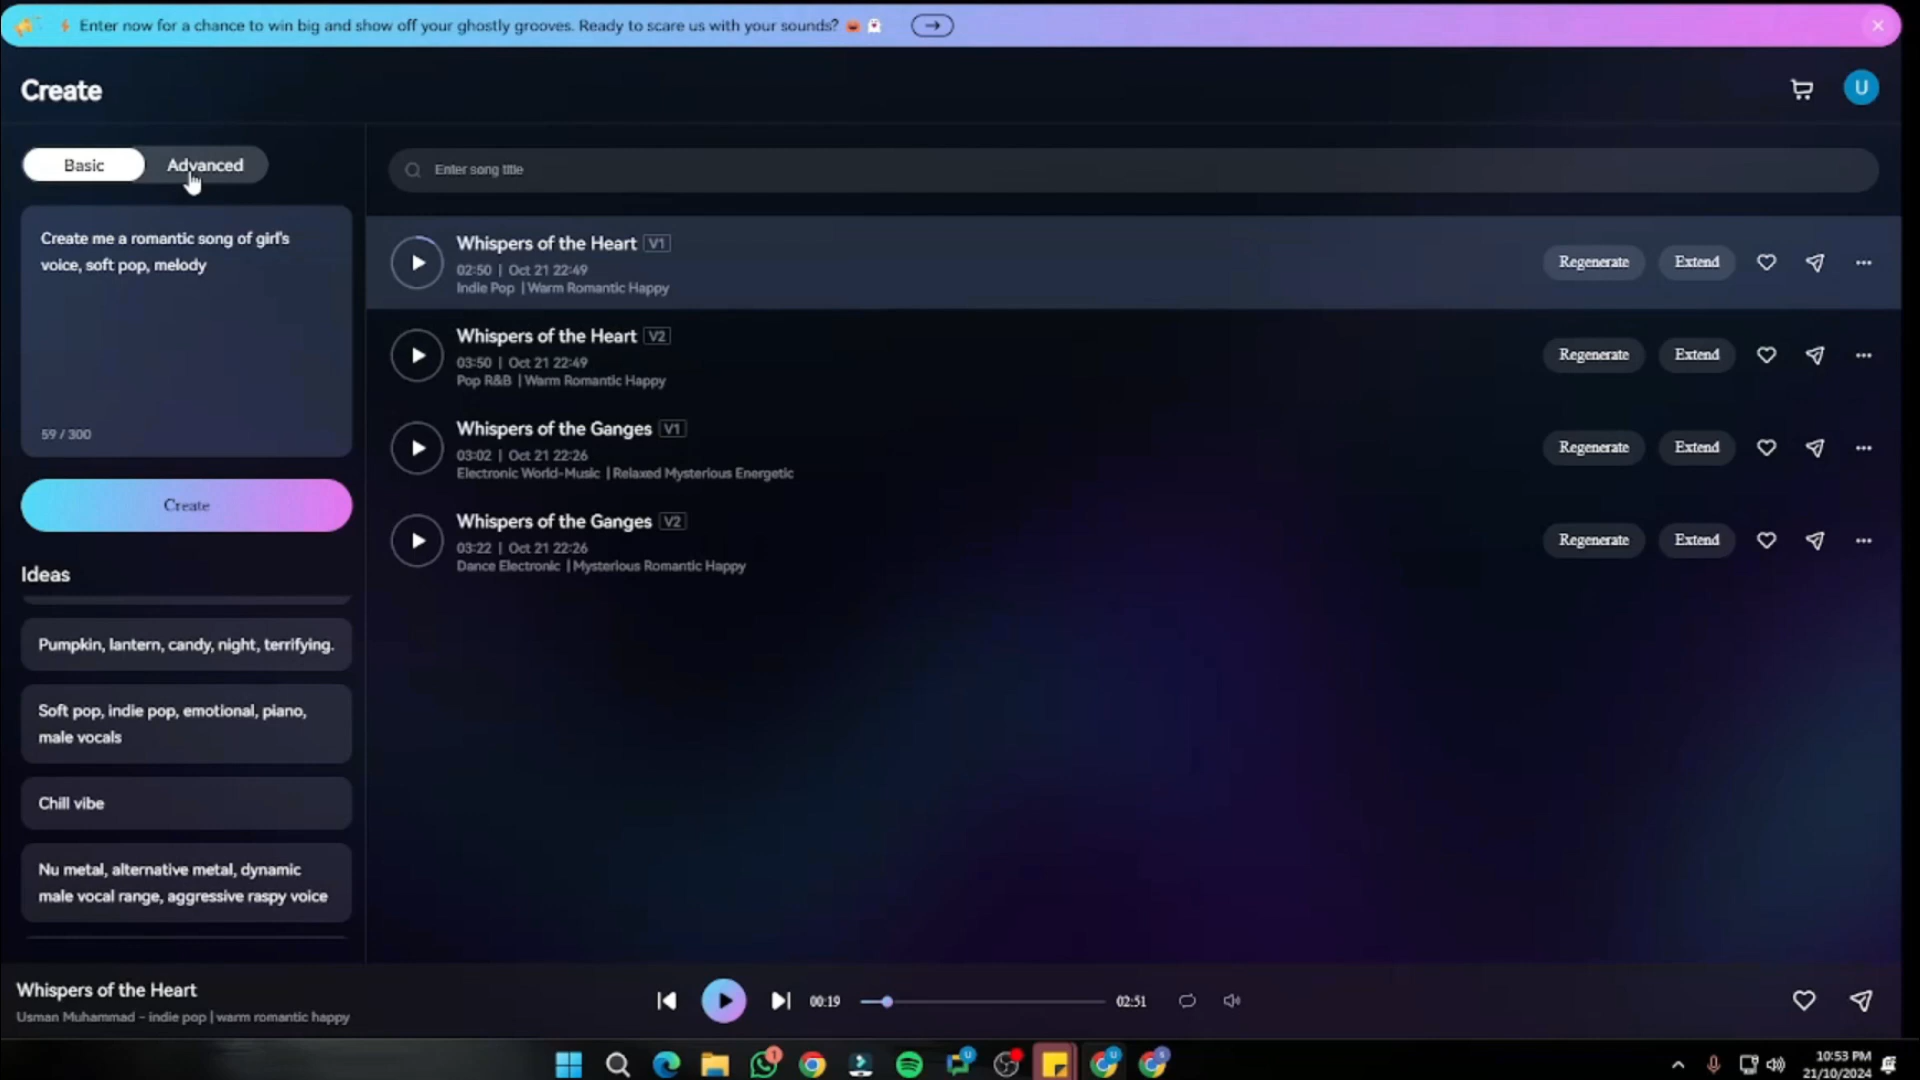 Enter now for a chance to win big and show off your ghostly grooves. Ready to scare us with your sounds?
Create
U
Basic
Advanced
Enter song title
Create me a romantic song of girl's
voice, soft pop, melody
59 / 300
Create
Ideas
Pumpkin, lantern, candy, night, terrifying.
Soft pop, indie pop, emotional, piano,
male vocals
Chill vibe
Nu metal, alternative metal, dynamic
male vocal range, aggressive raspy voice
Whispers of the Heart V1
02:50 | Oct 21 22:49
Indie Pop | Warm Romantic Happy
Regenerate
Extend
Whispers of the Heart V2
03:50 | Oct 21 22:49
Pop R&B | Warm Romantic Happy
Regenerate
Extend
Whispers of the Ganges V1
03:02 | Oct 21 22:26
Electronic World-Music | Relaxed Mysterious Energetic
Regenerate
Extend
Whispers of the Ganges V2
03:22 | Oct 21 22:26
Dance Electronic | Mysterious Romantic Happy
Regenerate
Extend
Whispers of the Heart
Usman Muhammad - indie pop | warm romantic happy
00:19
02:51
1
U
U
S
10:53 PM
21/10/2024